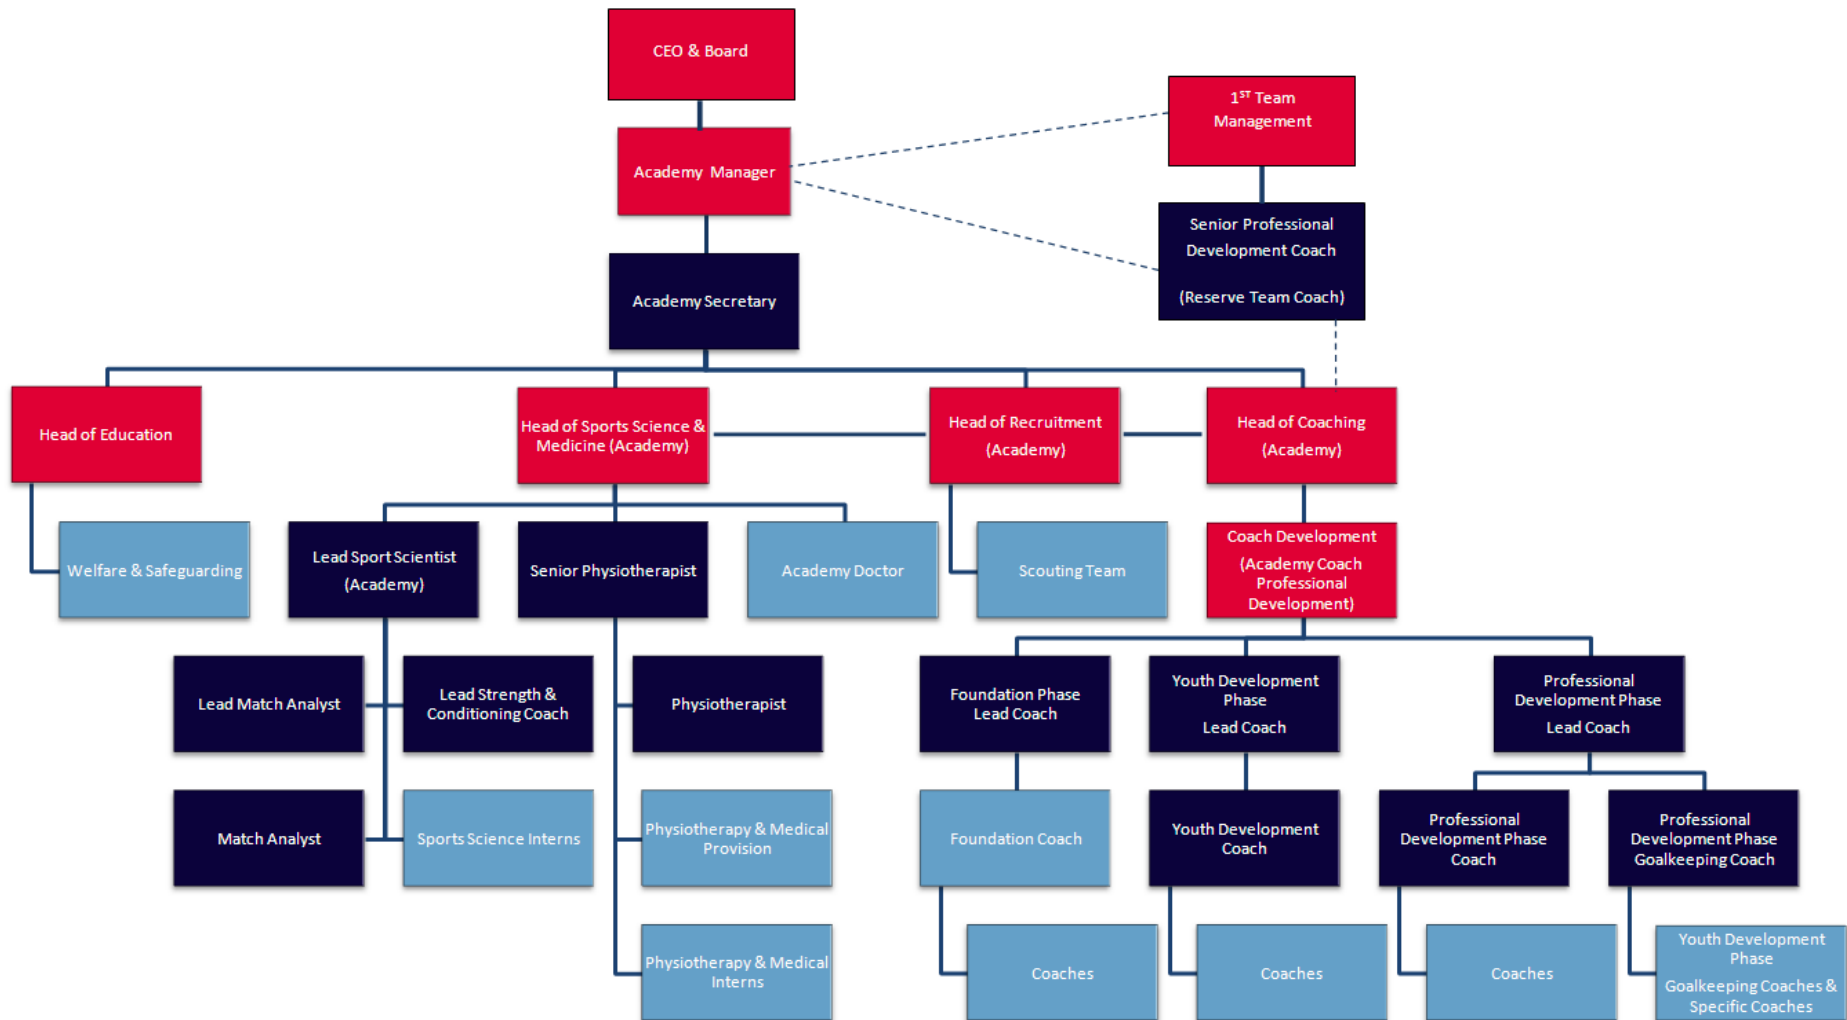 CEO & Board
1ST Team
Management
Academy Manager
Senior Professional
Development Coach
(Reserve Team Coach)
Academy Secretary
Head of Education
Head of Sports Science &
Medicine (Academy)
Head of Recruitment
(Academy)
Head of Coaching
(Academy)
Welfare & Safeguarding
Lead Sport Scientist
(Academy)
Senior Physiotherapist
Academy Doctor
Scouting Team
Coach Development
(Academy Coach
Professional
Development)
Lead Match Analyst
Lead Strength &
Conditioning Coach
Physiotherapist
Foundation Phase
Lead Coach
Youth Development
Phase
Lead Coach
Professional
Development Phase
Lead Coach
Match Analyst
Sports Science Interns
Physiotherapy & Medical
Provision
Foundation Coach
Youth Development
Coach
Professional
Development Phase
Coach
Professional
Development Phase
Goalkeeping Coach
Physiotherapy & Medical
Interns
Coaches
Coaches
Coaches
Youth Development
Phase
Goalkeeping Coaches &
Specific Coaches